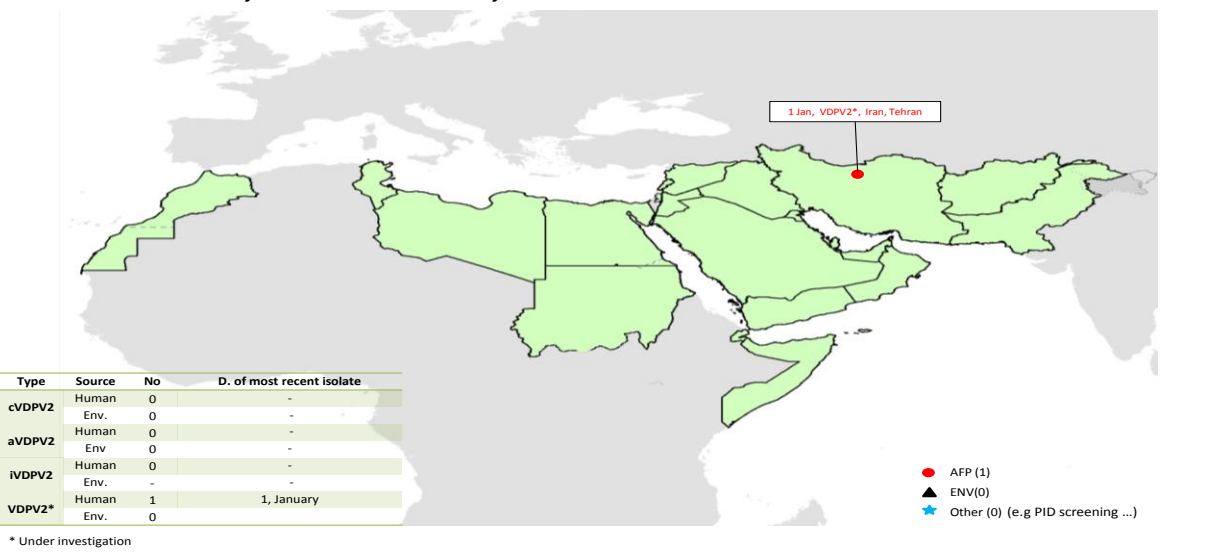 1 Jan, VDPV2*, Iran, Tehran
Type Source No D. of most recent isolate
cVDPV2 Human 0 -
Env. 0 -
aVDPV2 Human 0 -
Env 0 -
iVDPV2 Human 0 -
Env. - -
VDPV2* Human 1 1, January
Env. 0
* Under investigation
AFP (1)
ENV(0)
Other (0) (e.g PID screening ...)